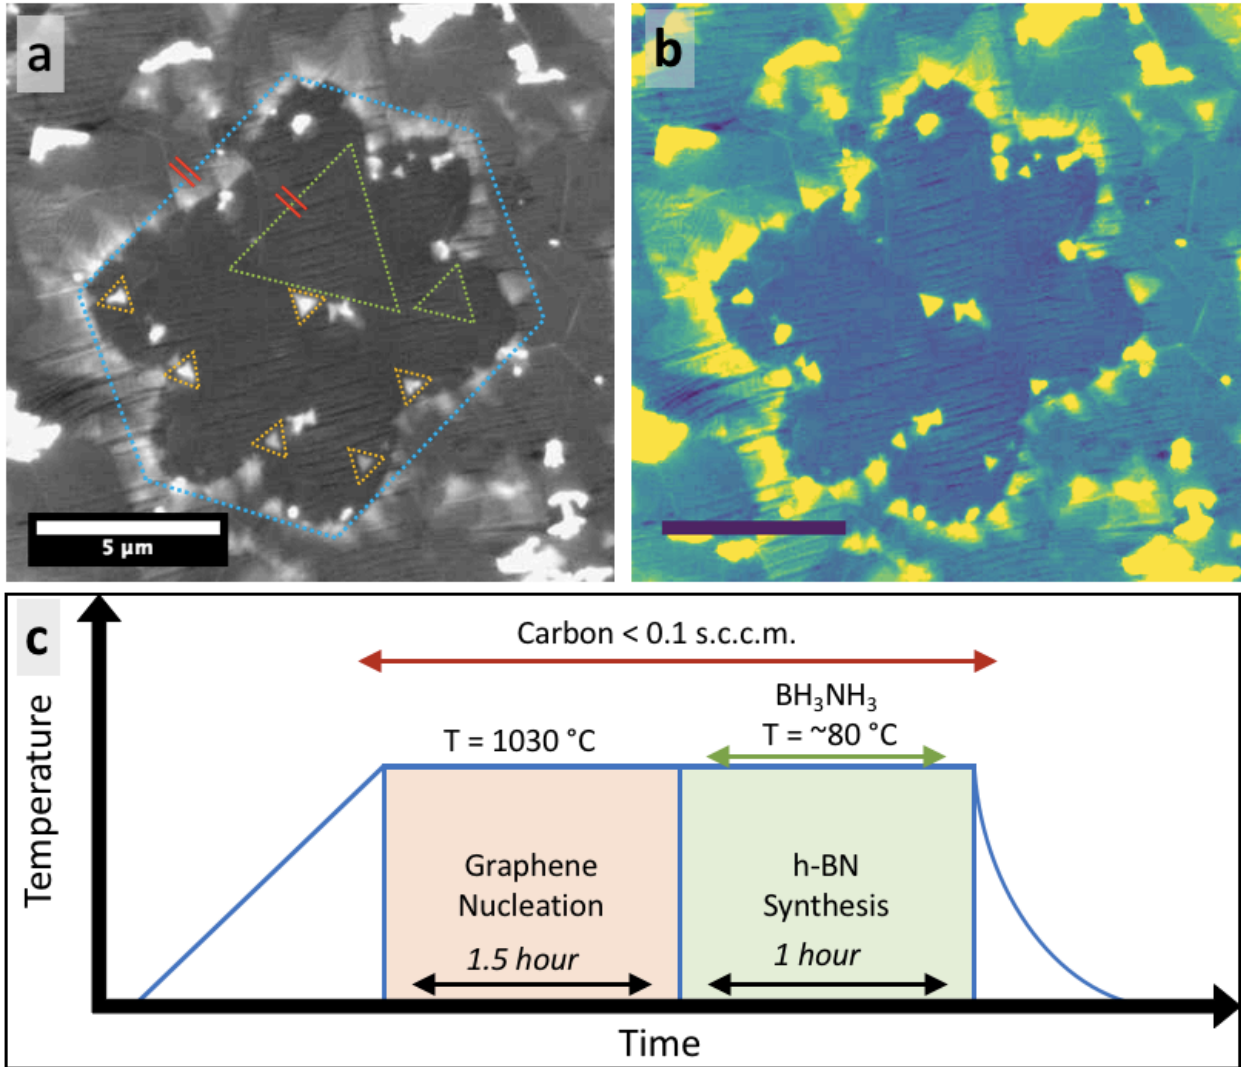 a
b
5 µm
c
Carbon < 0.1 s.c.c.m.
BH₃NH₃
T = 1030 °C
T = ~80 °C
Temperature
Graphene
Nucleation
1.5 hour
h-BN
Synthesis
1 hour
Time